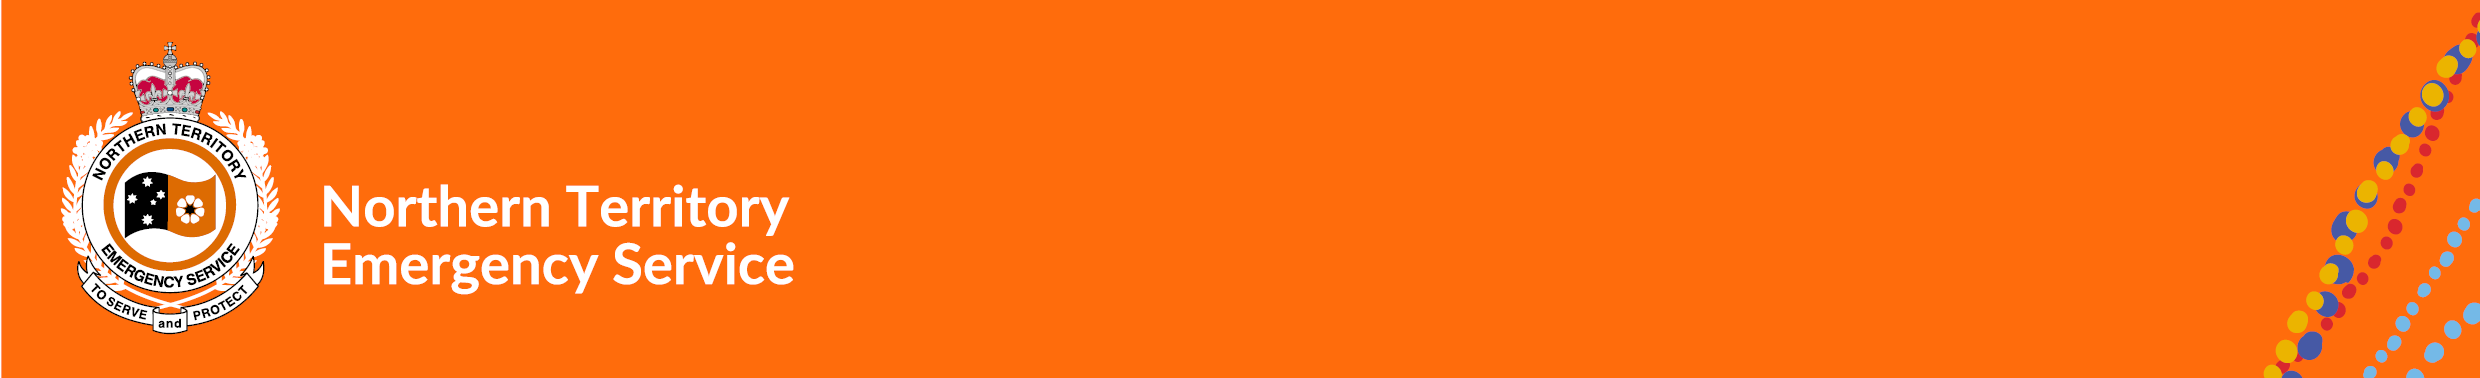 NORTHERN TERRITORY
EMERGENCY SERVICE
TO SERVE and PROTECT
Northern Territory
Emergency Service